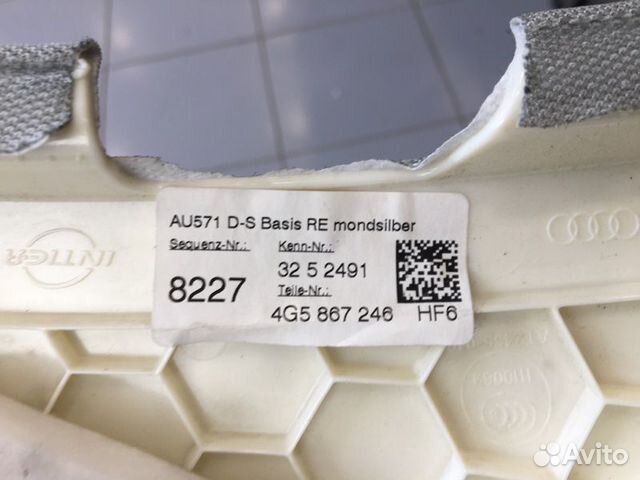 AU571 D-S Basis RE mondsilber
Sequenz-Nr.: Kenn-Nr.:
8227 32 5 2491
Teile-Nr.:
4G5 867 246 HF6
INTIER
Avito